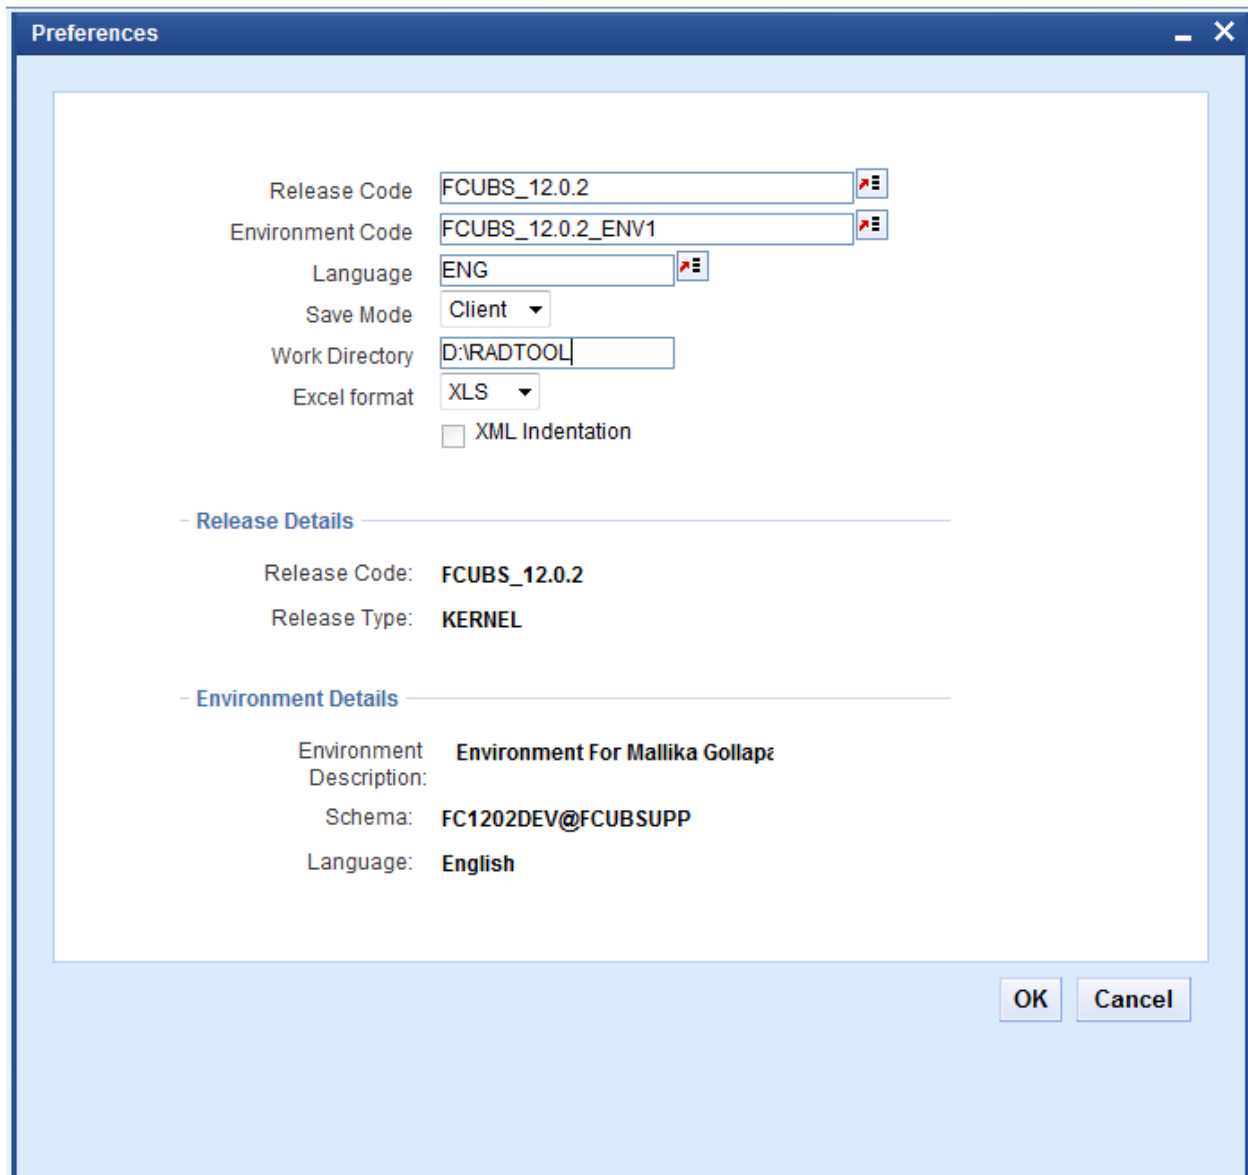 Preferences
Release Code FCUBS_12.0.2
Environment Code FCUBS_12.0.2_ENV1
Language ENG
Save Mode Client
Work Directory D:\RADTOOL
Excel format XLS
XML Indentation
Release Details
Release Code: FCUBS_12.0.2
Release Type: KERNEL
Environment Details
Environment Environment For Mallika Gollapa
Description:
Schema: FC1202DEV@FCUBSUPP
Language: English
OK Cancel